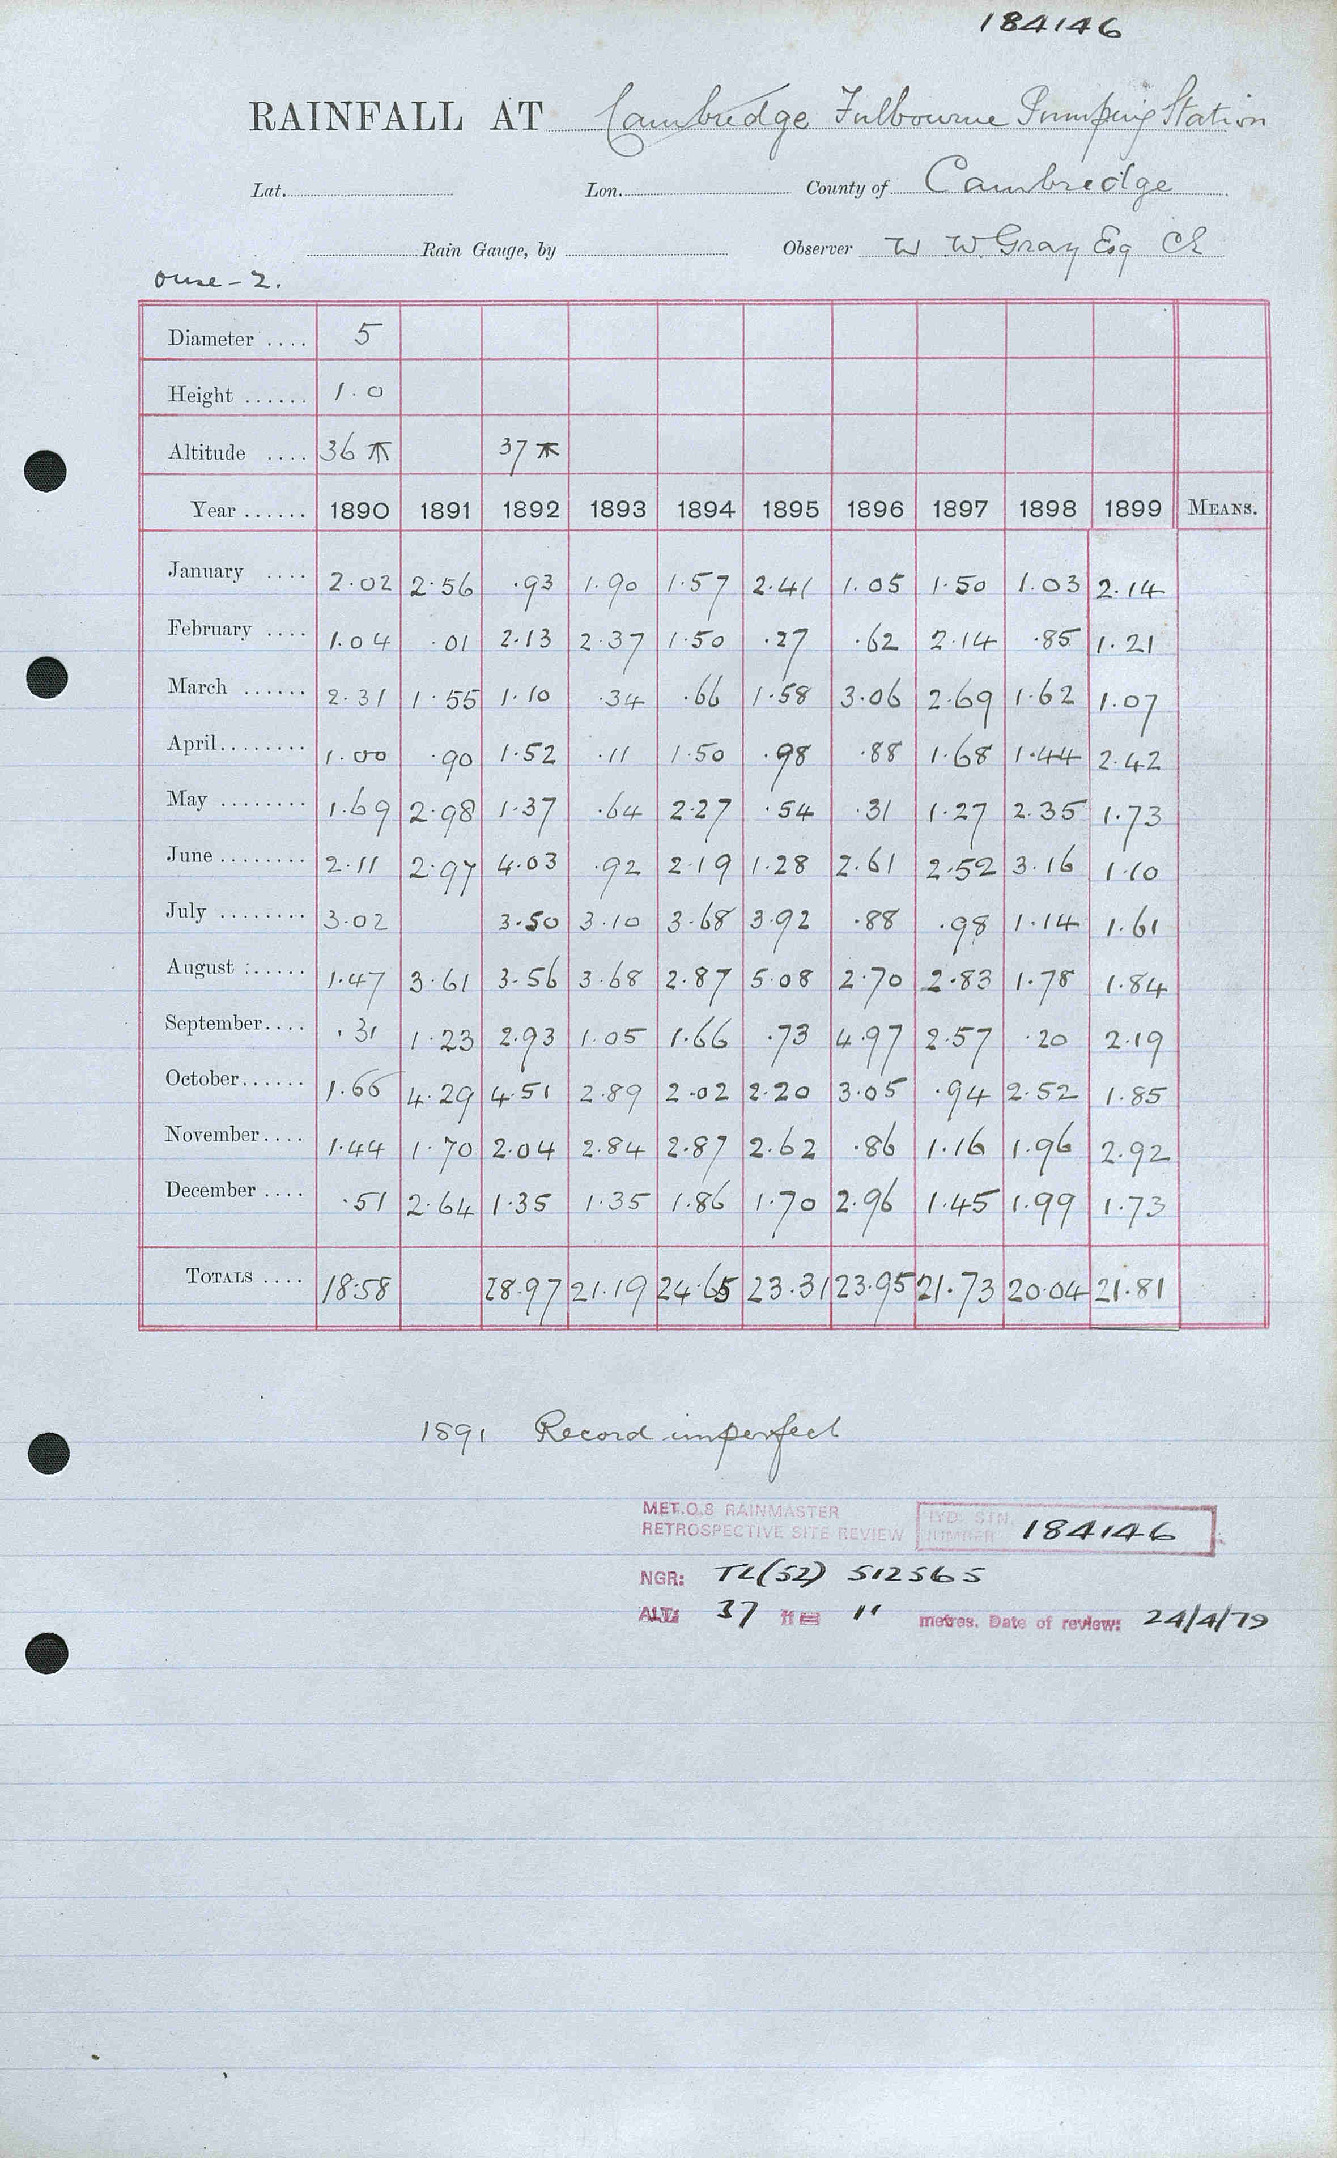 184146
RAINFALL AT Cambridge Fulbourne Pumping Station
Lat. Lon. County of Cambridge
Rain Gauge, by Observer W W. Gray Esq CE
Ouse - 2.
Diameter .... 5
Height ...... 1.0
Altitude .... 36 37
Year ...... 1890 1891 1892 1893 1894 1895 1896 1897 1898 1899 MEANS.
January .... 2.02 2.56 .93 1.90 1.57 2.41 1.05 1.50 1.03 2.14
February .... 1.04 .01 2.13 2.37 1.50 .27 .62 2.14 .85 1.21
March ...... 2.31 1.55 1.10 .34 .66 1.58 3.06 2.69 1.62 1.07
April ........ 1.00 .90 1.52 .11 1.50 .98 .88 1.68 1.44 2.42
May ........ 1.69 2.98 1.37 .64 2.27 .54 .31 1.27 2.35 1.73
June ........ 2.11 2.97 4.03 .92 2.19 1.28 2.61 2.52 3.16 1.10
July ........ 3.02 3.50 3.10 3.68 3.92 .88 .98 1.14 1.61
August ...... 1.47 3.61 3.56 3.68 2.87 5.08 2.70 2.83 1.78 1.84
September.... .31 1.23 2.93 1.05 1.66 .73 4.97 2.57 .20 2.19
October...... 1.66 4.29 4.51 2.89 2.02 2.20 3.05 .94 2.52 1.85
November.... 1.44 1.70 2.04 2.84 2.87 2.62 .86 1.16 1.96 2.92
December .... .51 2.64 1.35 1.35 1.86 1.70 2.96 1.45 1.99 1.73
TOTALS .... 18.58 28.97 21.19 24.65 23.31 23.95 21.73 20.04 21.81
1891 Record imperfect
MET.O.8 RAINMASTER
RETROSPECTIVE SITE REVIEW
HYD. STN. NUMBER 184146
NGR: TL(52) 512565
ALT: 37 ft = 11 metres. Date of review: 24/4/79